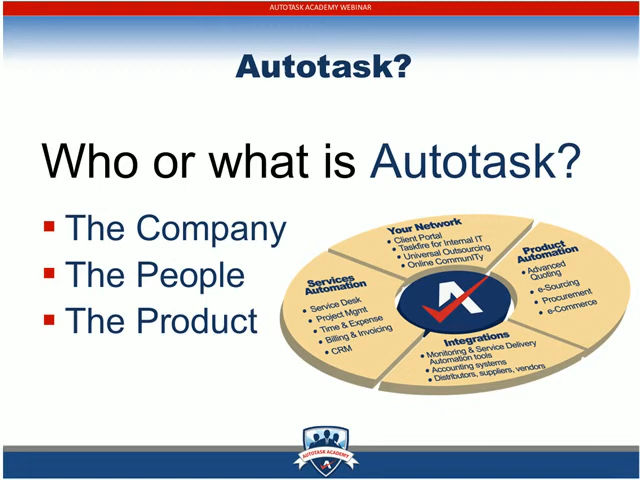 AUTOTASK ACADEMY WEBINAR
Autotask?
Who or what is Autotask?
▪ The Company
▪ The People
▪ The Product
Your Network
• Client Portal
• Taskfire for Internal IT
• Universal Outsourcing
• Online CommunITy
Product
Automation
• Advanced
Quoting
• e-Sourcing
• Procurement
• e-Commerce
Services
Automation
• Service Desk
• Project Mgmt
• Time & Expense
• Billing & Invoicing
• CRM
Integrations
• Monitoring & Service Delivery
Automation tools
• Accounting systems
• Distributors, suppliers, vendors
AUTOTASK ACADEMY